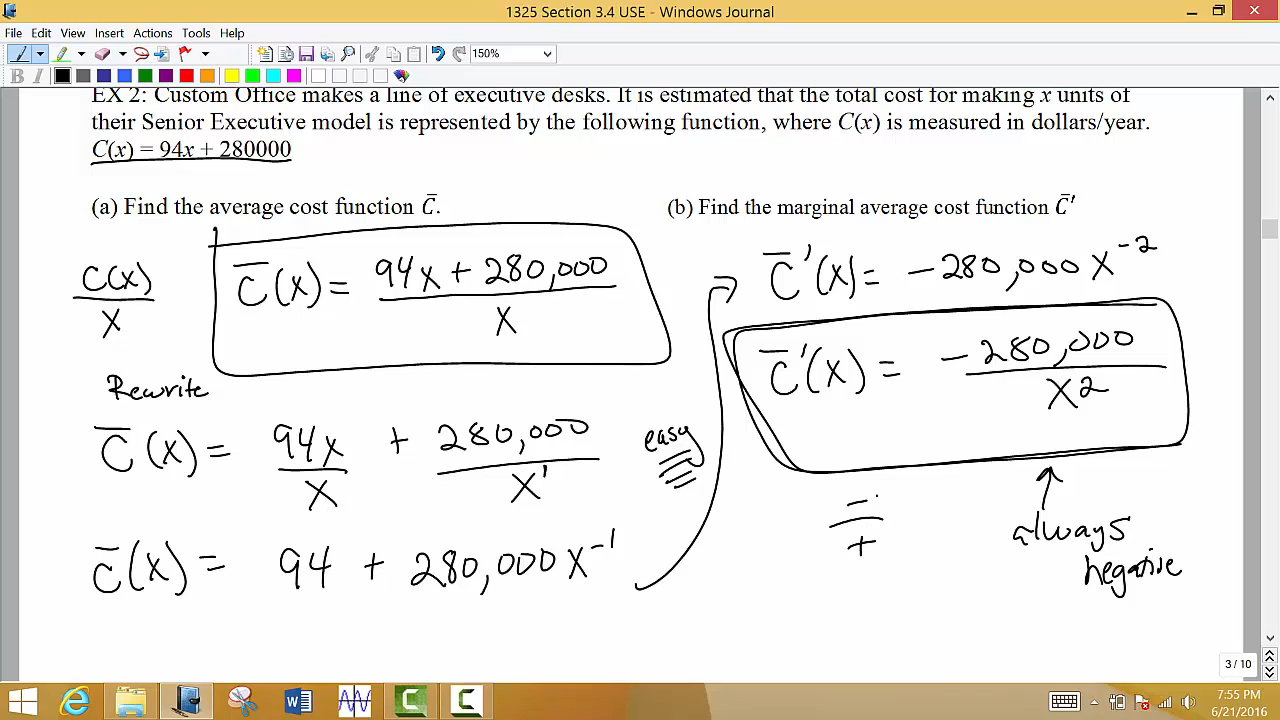 1325 Section 3.4 USE - Windows Journal
File Edit View Insert Actions Tools Help
150%
B I
EX 2: Custom Office makes a line of executive desks. It is estimated that the total cost for making x units of
their Senior Executive model is represented by the following function, where C(x) is measured in dollars/year.
C(x) = 94x + 280000
(a) Find the average cost function C̄.
C(x)/x
C̄(x) = (94x + 280,000)/x
Rewrite
C̄(x) = 94x/x + 280,000/x¹
easy
C̄(x) = 94 + 280,000x⁻¹
(b) Find the marginal average cost function C̄'
C̄'(x) = -280,000x⁻²
C̄'(x) = -280,000/x²
-/+
always
negative
3 / 10
7:55 PM
6/21/2016